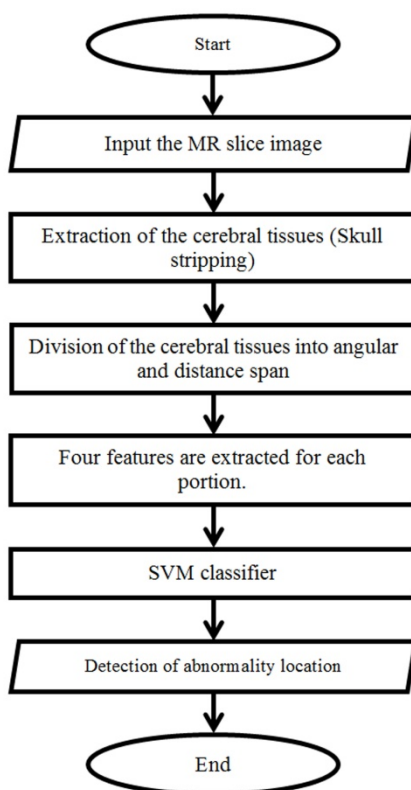 Start
Input the MR slice image
Extraction of the cerebral tissues (Skull
stripping)
Division of the cerebral tissues into angular
and distance span
Four features are extracted for each
portion.
SVM classifier
Detection of abnormality location
End